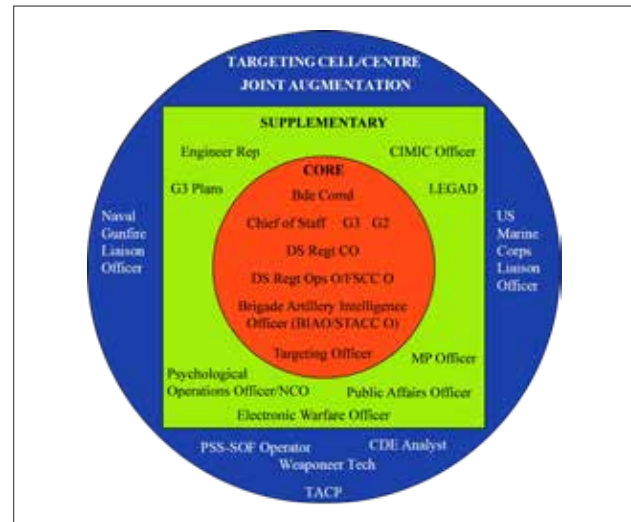 TARGETING CELL/CENTRE
JOINT AUGMENTATION
SUPPLEMENTARY
Engineer Rep
CIMIC Officer
CORE
G3 Plans
LEGAD
Bde Comd
Naval
Gunfire
Liaison
Officer
US
Marine
Corps
Liaison
Officer
Chief of Staff G3 G2
DS Regt CO
DS Regt Ops O/FSCC O
Brigade Artillery Intelligence
Officer (BIAO/STACC O)
Targeting Officer
MP Officer
Psychological
Operations Officer/NCO
Public Affairs Officer
Electronic Warfare Officer
PSS-SOF Operator
CDE Analyst
Weaponeer Tech
TACP